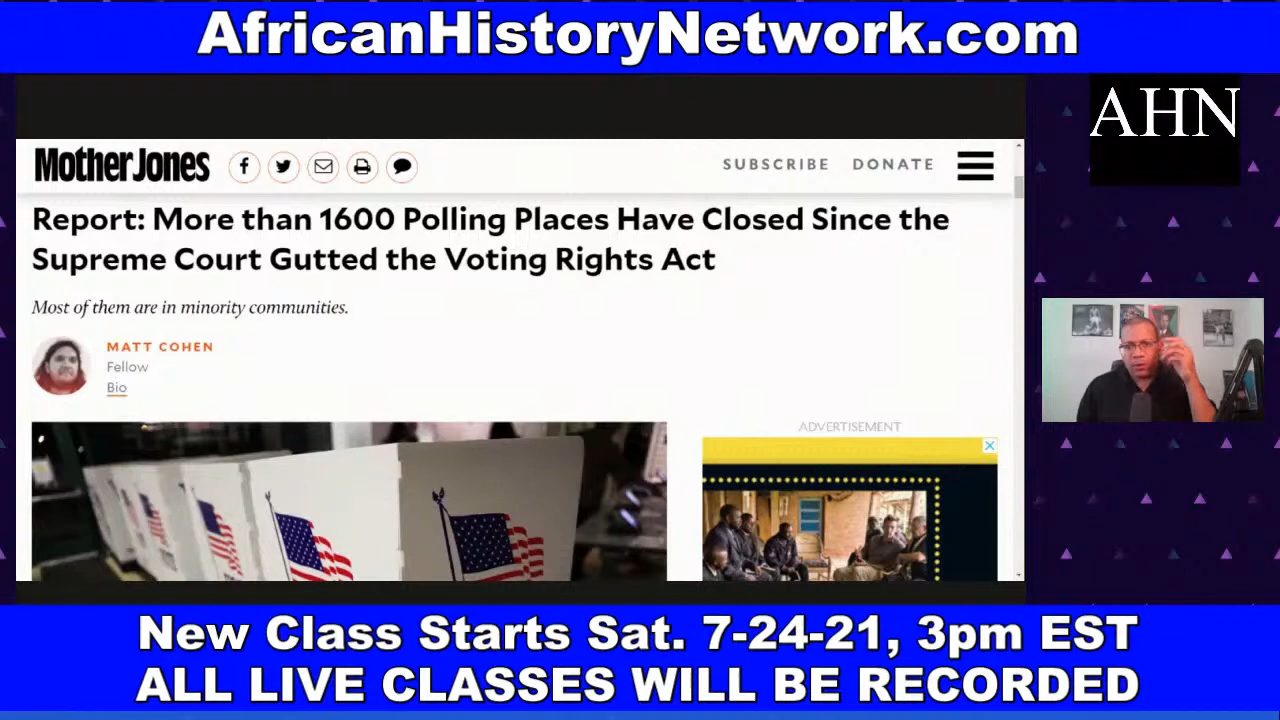 AfricanHistoryNetwork.com
AHN
MotherJones
SUBSCRIBE DONATE
Report: More than 1600 Polling Places Have Closed Since the
Supreme Court Gutted the Voting Rights Act
Most of them are in minority communities.
MATT COHEN
Fellow
Bio
ADVERTISEMENT
New Class Starts Sat. 7-24-21, 3pm EST
ALL LIVE CLASSES WILL BE RECORDED